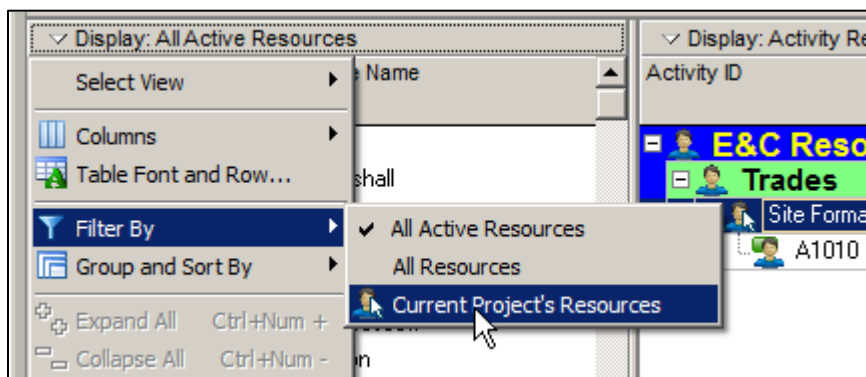 Display: All Active Resources
Display: Activity Re
Select View
Name
Activity ID
Columns
E&C Reso
Table Font and Row...
shall
Trades
Filter By
All Active Resources
Site Forma
Group and Sort By
All Resources
A1010
Expand All Ctrl+Num +
Current Project's Resources
Collapse All Ctrl+Num -
on